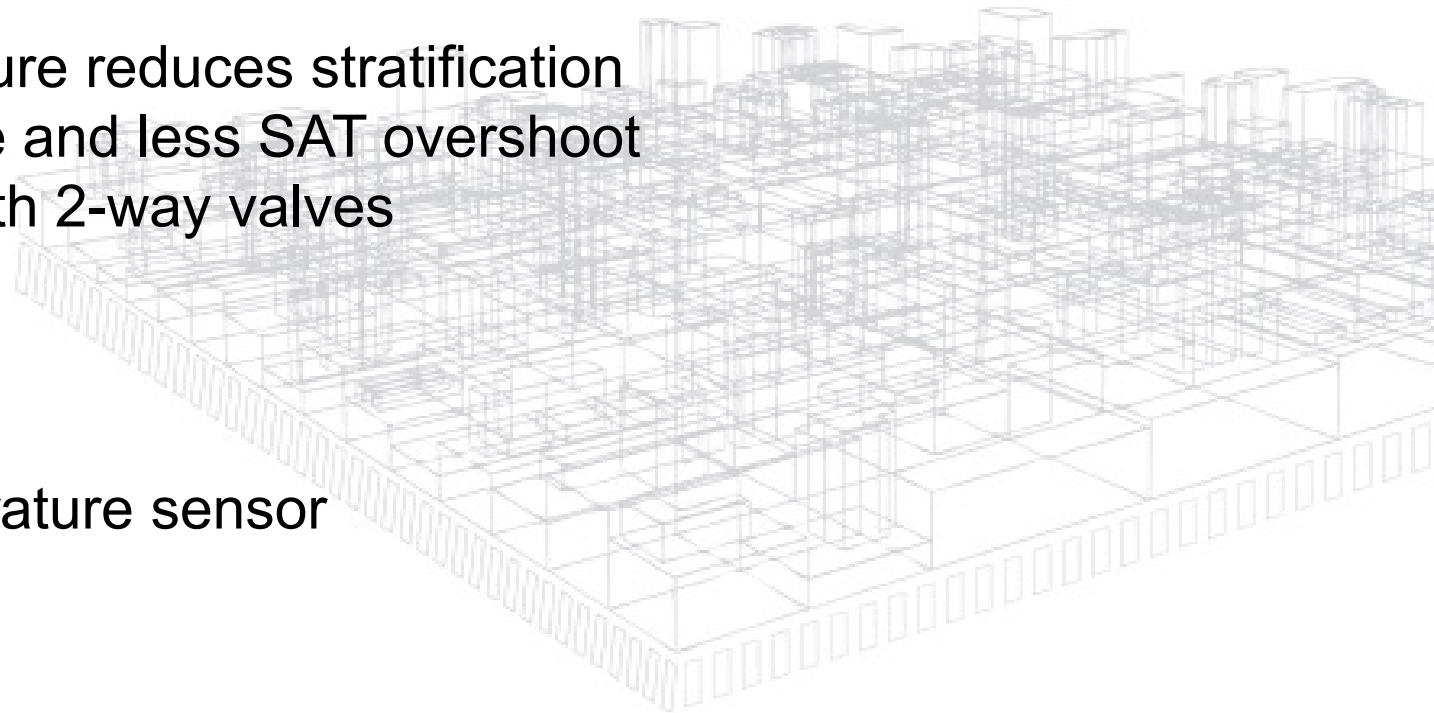 ure reduces stratification
e and less SAT overshoot
th 2-way valves
ature sensor